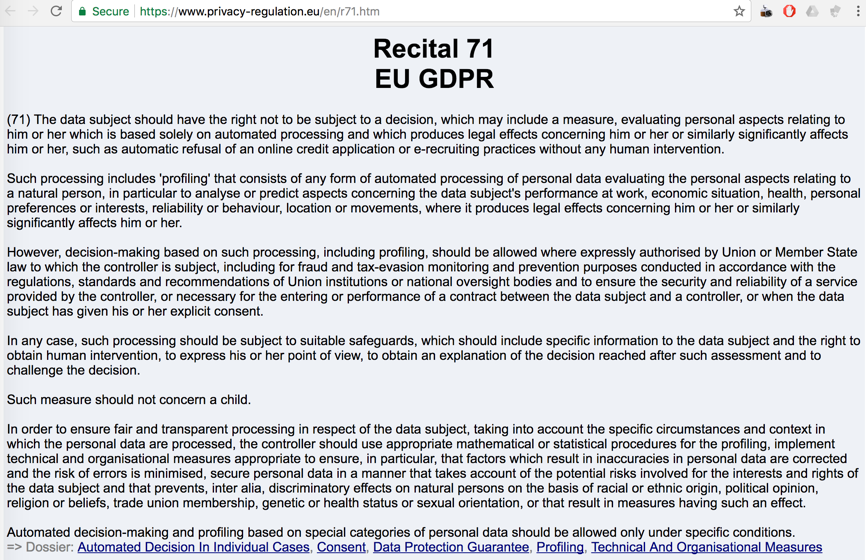 Secure https://www.privacy-regulation.eu/en/r71.htm
Recital 71
EU GDPR
(71) The data subject should have the right not to be subject to a decision, which may include a measure, evaluating personal aspects relating to
him or her which is based solely on automated processing and which produces legal effects concerning him or her or similarly significantly affects
him or her, such as automatic refusal of an online credit application or e-recruiting practices without any human intervention.
Such processing includes 'profiling' that consists of any form of automated processing of personal data evaluating the personal aspects relating to
a natural person, in particular to analyse or predict aspects concerning the data subject's performance at work, economic situation, health, personal
preferences or interests, reliability or behaviour, location or movements, where it produces legal effects concerning him or her or similarly
significantly affects him or her.
However, decision-making based on such processing, including profiling, should be allowed where expressly authorised by Union or Member State
law to which the controller is subject, including for fraud and tax-evasion monitoring and prevention purposes conducted in accordance with the
regulations, standards and recommendations of Union institutions or national oversight bodies and to ensure the security and reliability of a service
provided by the controller, or necessary for the entering or performance of a contract between the data subject and a controller, or when the data
subject has given his or her explicit consent.
In any case, such processing should be subject to suitable safeguards, which should include specific information to the data subject and the right to
obtain human intervention, to express his or her point of view, to obtain an explanation of the decision reached after such assessment and to
challenge the decision.
Such measure should not concern a child.
In order to ensure fair and transparent processing in respect of the data subject, taking into account the specific circumstances and context in
which the personal data are processed, the controller should use appropriate mathematical or statistical procedures for the profiling, implement
technical and organisational measures appropriate to ensure, in particular, that factors which result in inaccuracies in personal data are corrected
and the risk of errors is minimised, secure personal data in a manner that takes account of the potential risks involved for the interests and rights of
the data subject and that prevents, inter alia, discriminatory effects on natural persons on the basis of racial or ethnic origin, political opinion,
religion or beliefs, trade union membership, genetic or health status or sexual orientation, or that result in measures having such an effect.
Automated decision-making and profiling based on special categories of personal data should be allowed only under specific conditions.
=> Dossier: Automated Decision In Individual Cases, Consent, Data Protection Guarantee, Profiling, Technical And Organisational Measures